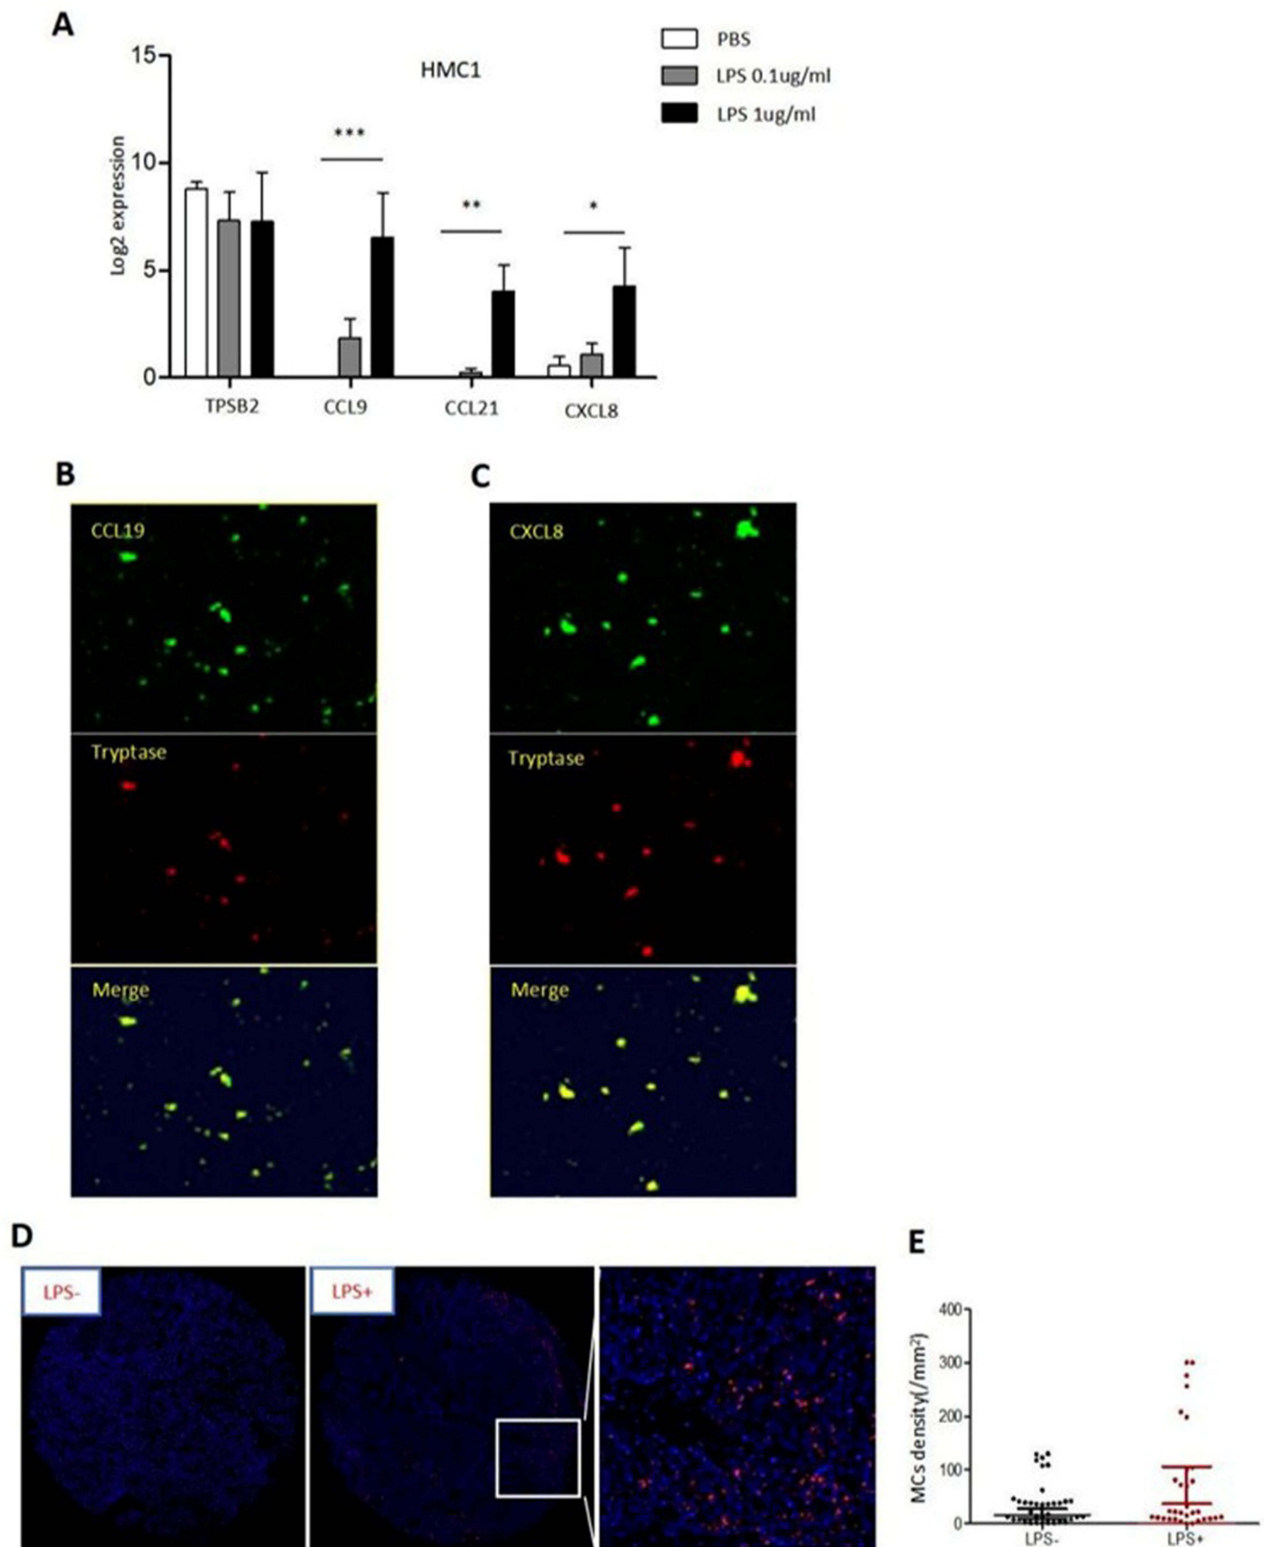 A
HMC1
PBS
LPS 0.1ug/ml
LPS 1ug/ml
Log2 expression
15
10
5
0
***
**
*
TPSB2
CCL9
CCL21
CXCL8
B
CCL19
Tryptase
Merge
C
CXCL8
Tryptase
Merge
D
LPS-
LPS+
E
MCs density(/mm²)
400
300
200
100
0
LPS-
LPS+